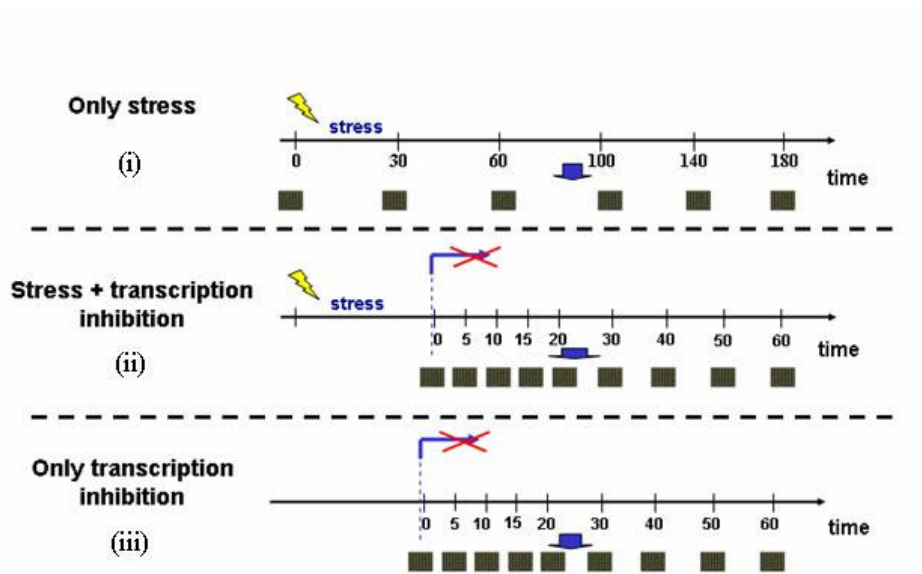 Only stress
(i)
stress
0 30 60 100 140 180
time
Stress + transcription
inhibition
(ii)
stress
0 5 10 15 20 30 40 50 60
time
Only transcription
inhibition
(iii)
0 5 10 15 20 30 40 50 60
time